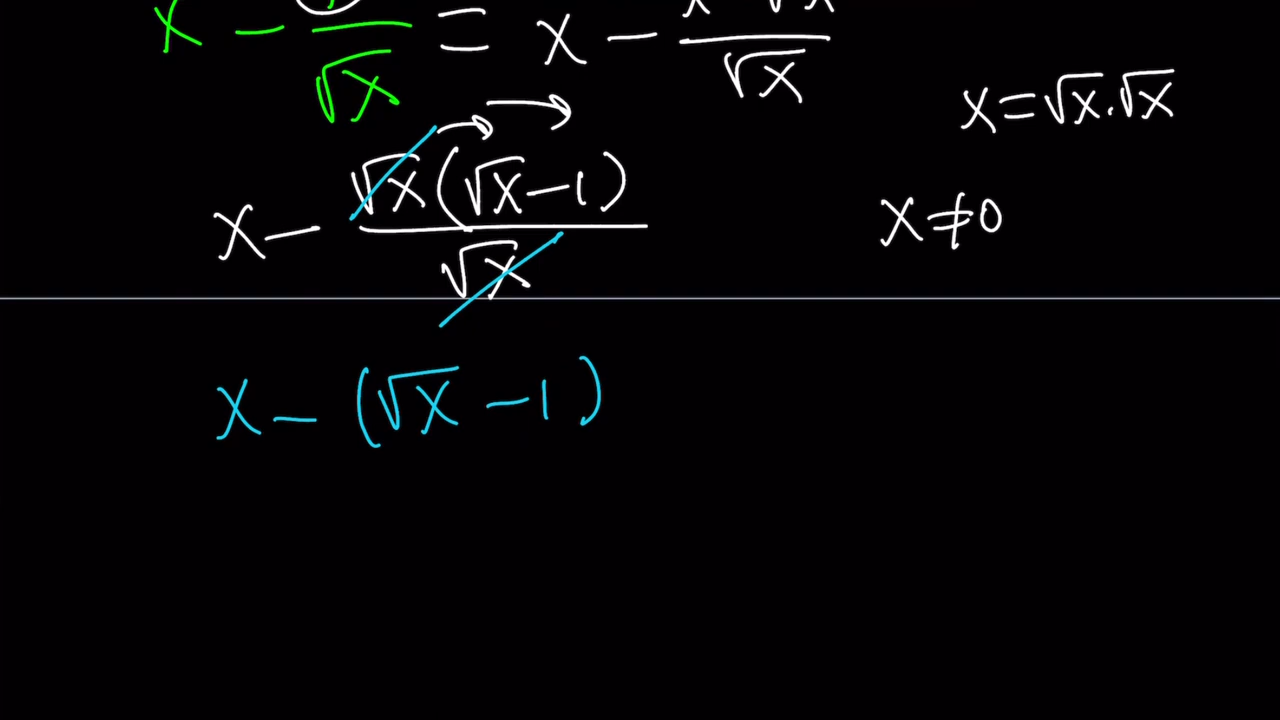 x - /√x = x - x - √x/√x
x = √x.√x
x - √x(√x-1)/√x
x ≠ 0
x - (√x - 1)